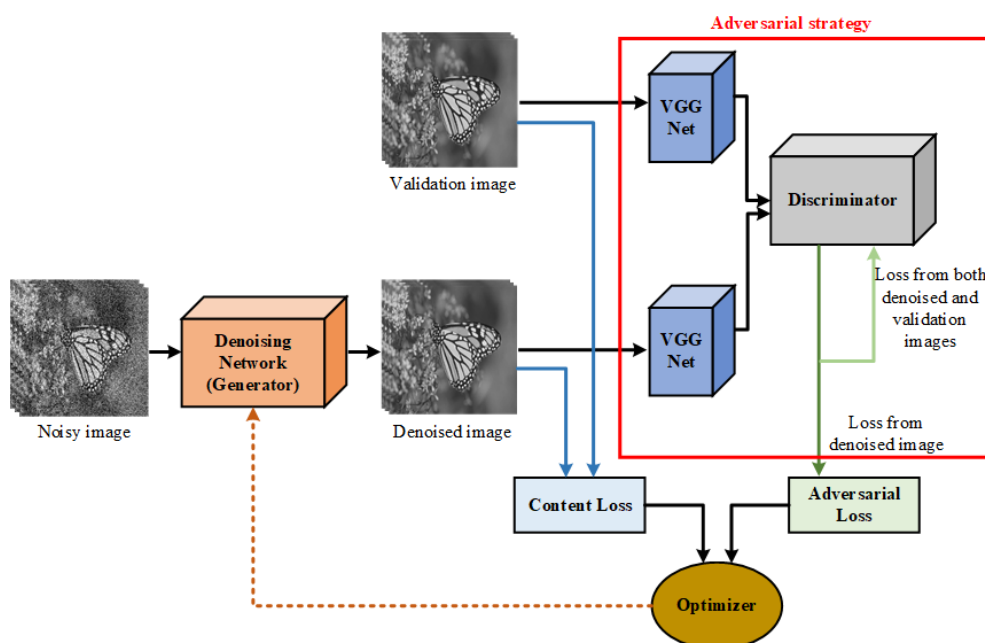 Adversarial strategy
VGG
Net
Validation image
Discriminator
Loss from both
denoised and
validation
images
Denoising
Network
(Generator)
VGG
Net
Noisy image
Denoised image
Loss from
denoised image
Content Loss
Adversarial
Loss
Optimizer